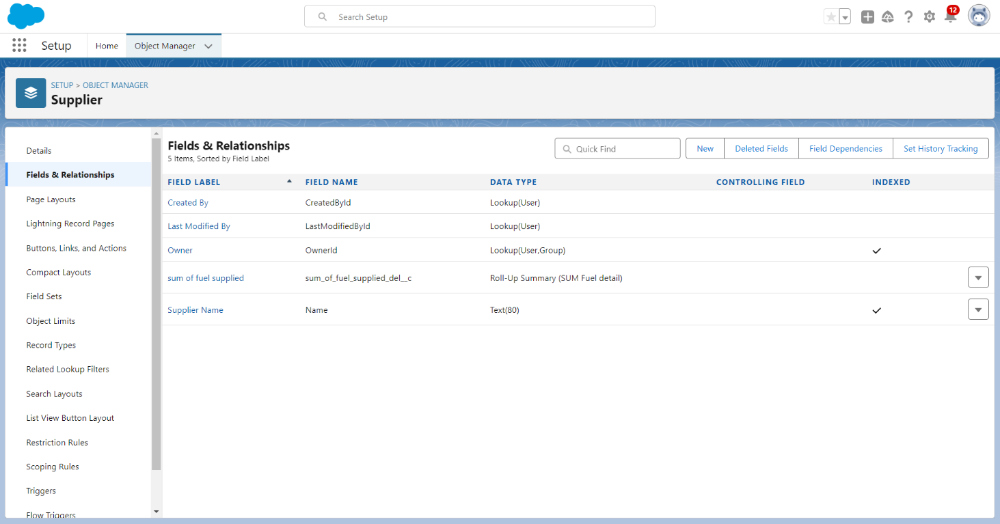 Search Setup
12
Setup
Home
Object Manager
SETUP > OBJECT MANAGER
Supplier
Details
Fields & Relationships
Page Layouts
Lightning Record Pages
Buttons, Links, and Actions
Compact Layouts
Field Sets
Object Limits
Record Types
Related Lookup Filters
Search Layouts
List View Button Layout
Restriction Rules
Scoping Rules
Triggers
Flow Triggers
Fields & Relationships
5 Items, Sorted by Field Label
Quick Find
New
Deleted Fields
Field Dependencies
Set History Tracking
FIELD LABEL FIELD NAME DATA TYPE CONTROLLING FIELD INDEXED
Created By CreatedById Lookup(User)
Last Modified By LastModifiedById Lookup(User)
Owner OwnerId Lookup(User,Group)
sum of fuel supplied sum_of_fuel_supplied_del__c Roll-Up Summary (SUM Fuel detail)
Supplier Name Name Text(80)